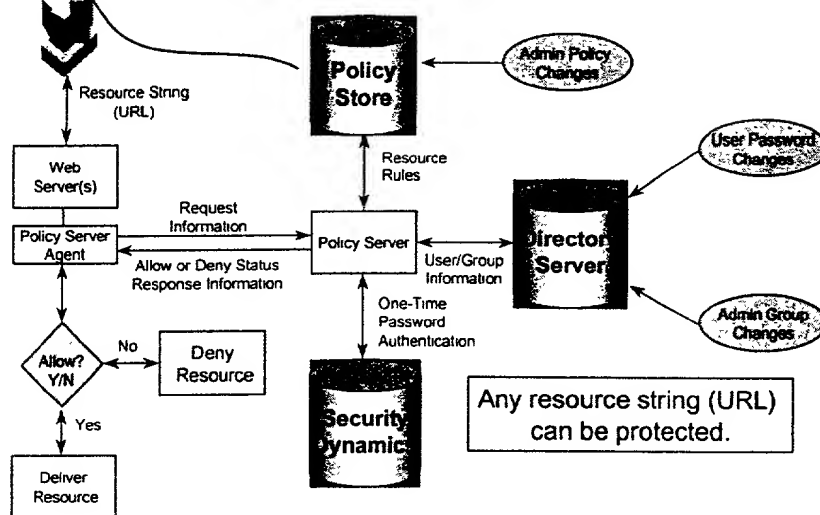 Policy
Store
Admin Policy
Changes
Resource String
(URL)
Web
Server(s)
Resource
Rules
User Password
Changes
Request
Information
Policy Server
Agent
Policy Server
Allow or Deny Status
Response Information
User/Group
Information
Director
Server
One-Time
Password
Authentication
Admin Group
Changes
Allow?
Y/N
No
Deny
Resource
Yes
Security
Dynamic
Any resource string (URL)
can be protected.
Deliver
Resource